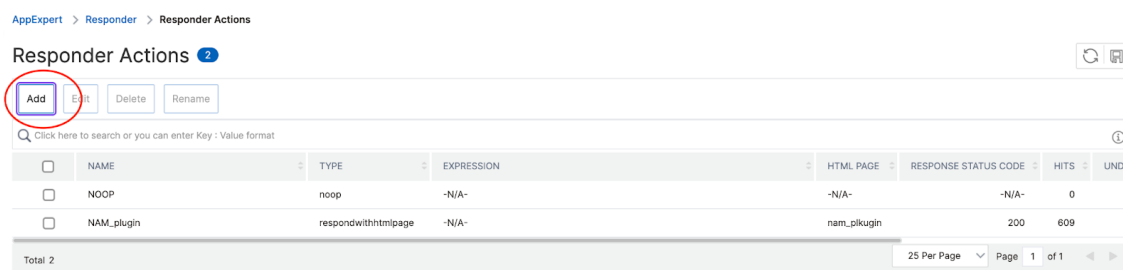 AppExpert > Responder > Responder Actions
Responder Actions 2
Add Edit Delete Rename
Click here to search or you can enter Key : Value format
NAME TYPE EXPRESSION HTML PAGE RESPONSE STATUS CODE HITS UND
NOOP noop -N/A- -N/A- -N/A- 0
NAM_plugin respondwithhtmlpage -N/A- nam_plkugin 200 609
Total 2 25 Per Page Page 1 of 1